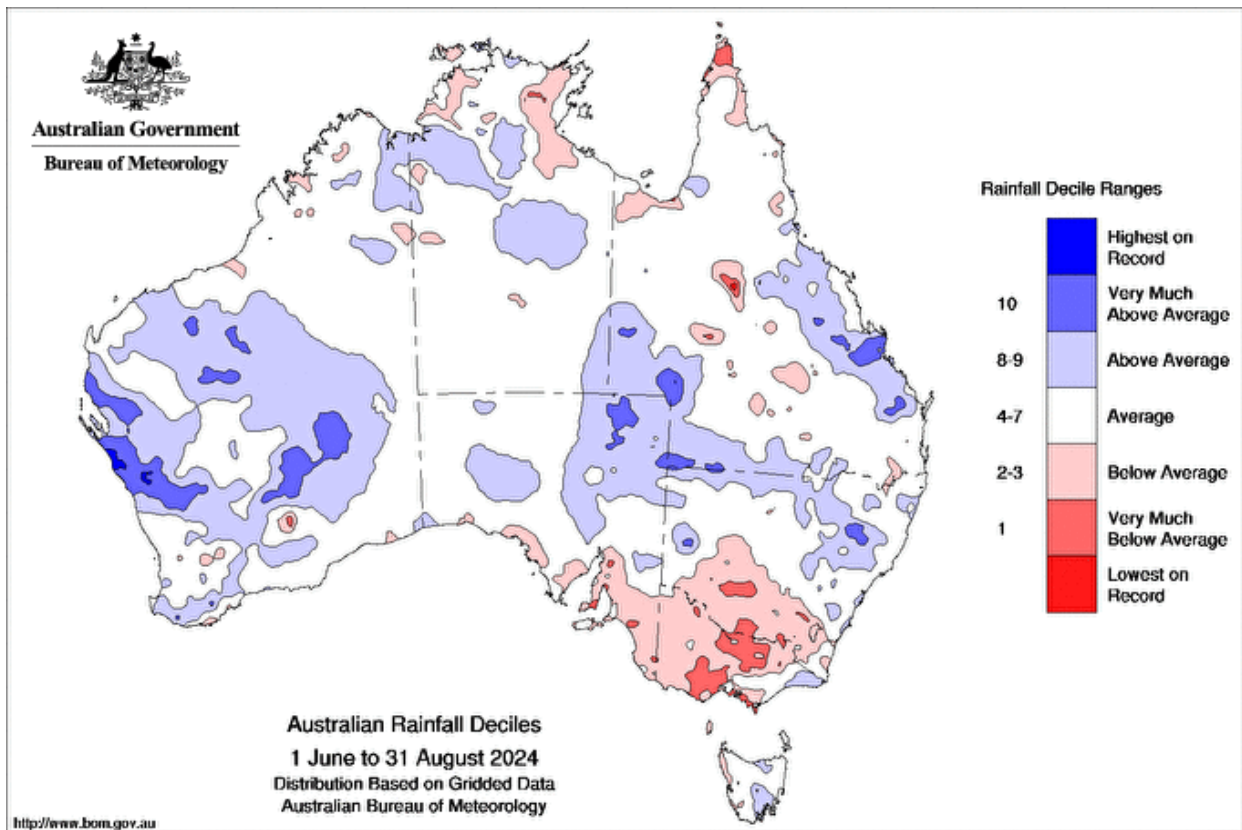 Australian Government
Bureau of Meteorology
Rainfall Decile Ranges
Highest on
Record
10
Very Much
Above Average
8-9
Above Average
4-7
Average
2-3
Below Average
1
Very Much
Below Average
Lowest on
Record
Australian Rainfall Deciles
1 June to 31 August 2024
Distribution Based on Gridded Data
Australian Bureau of Meteorology
http://www.bom.gov.au